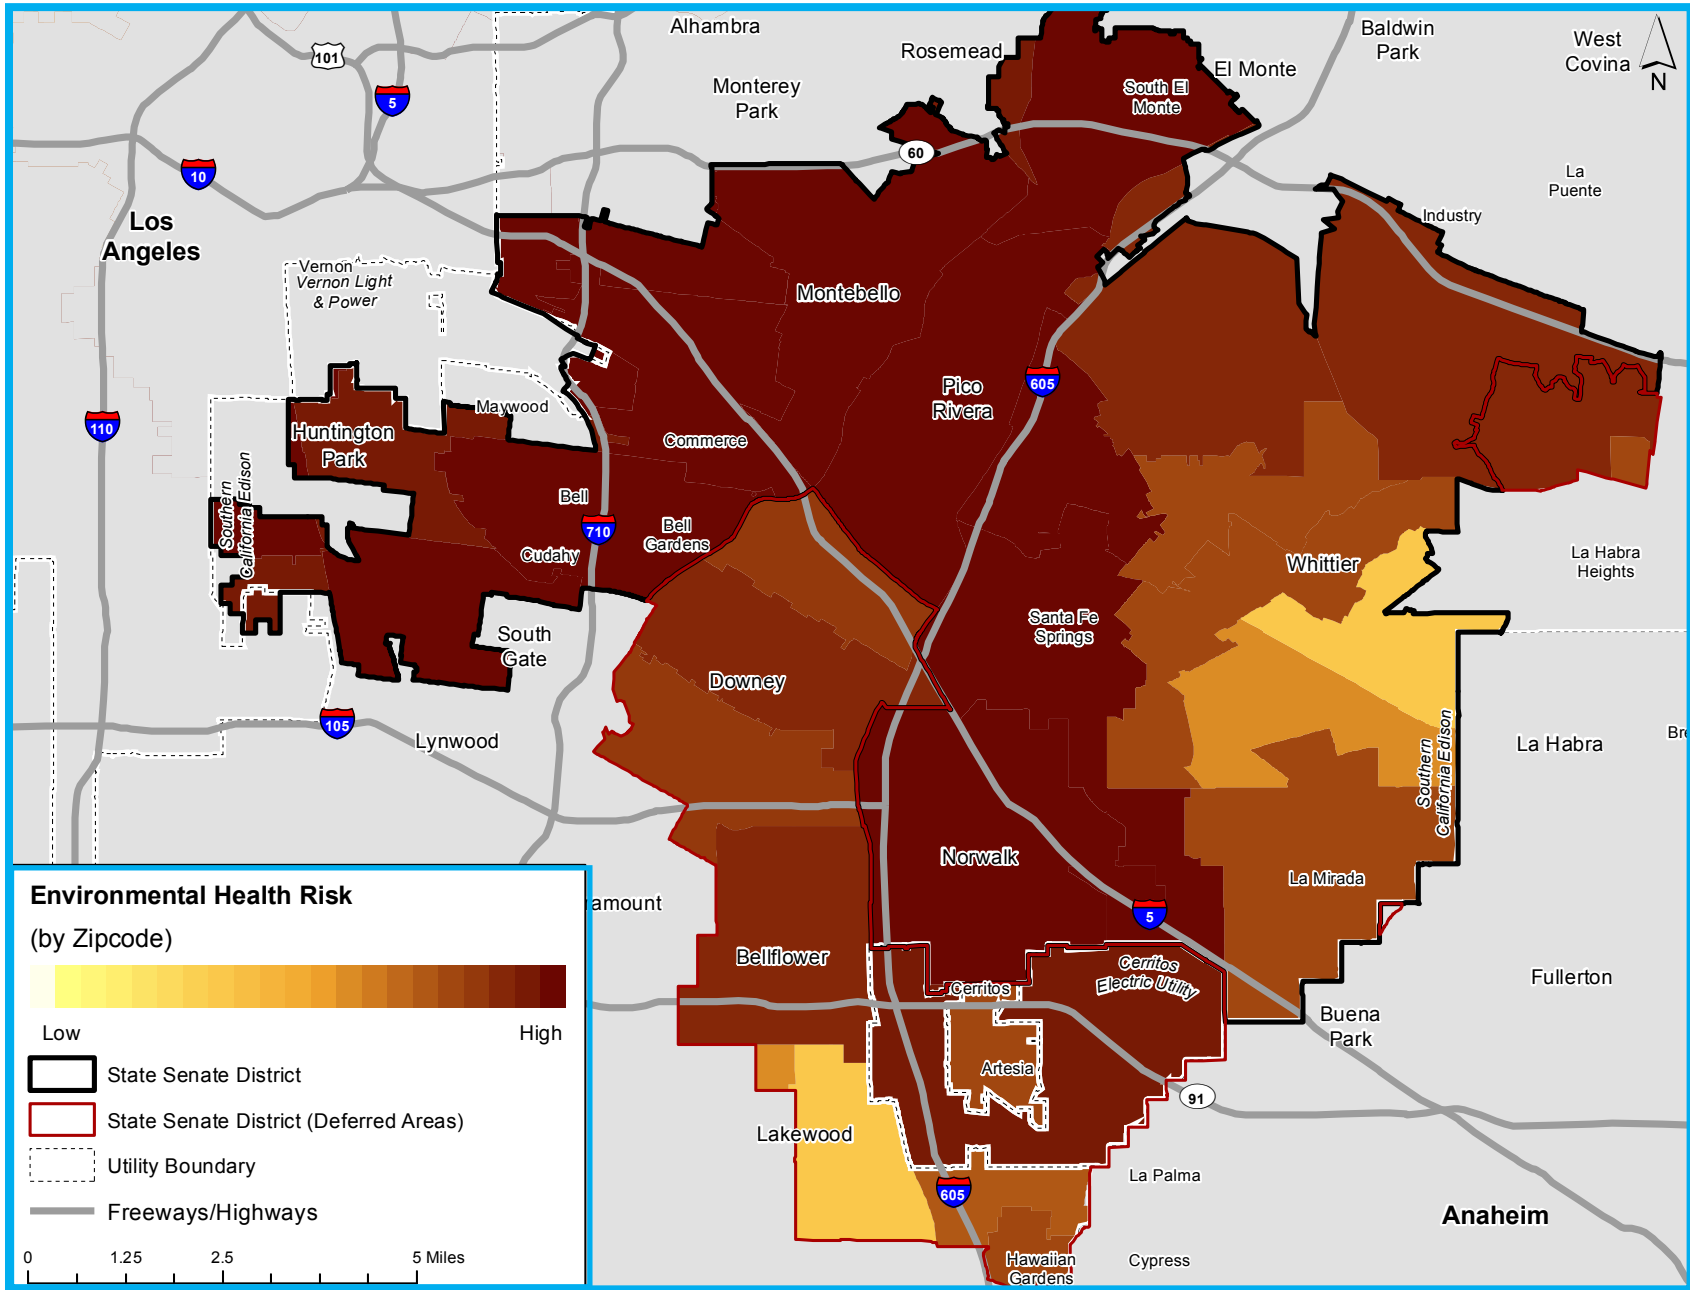 Alhambra
Rosemead
Baldwin
Park
West
Covina
N
101
5
Monterey
Park
El Monte
South El
Monte
60
10
La
Puente
Los
Angeles
Industry
Vernon
Vernon Light
& Power
Montebello
Pico
Rivera
605
Maywood
110
Huntington
Park
Commerce
Southern
California Edison
Bell
710
Bell
Gardens
Cudahy
Whittier
La Habra
Heights
Santa Fe
Springs
South
Gate
Downey
105
Lynwood
La Habra
Bre
Southern
California Edison
Norwalk
La Mirada
amount
5
Bellflower
Cerritos
Electric Utility
Cerritos
Fullerton
Buena
Park
Artesia
91
Lakewood
La Palma
605
Anaheim
Hawaiian
Gardens
Cypress
Environmental Health Risk
(by Zipcode)
Low High
State Senate District
State Senate District (Deferred Areas)
Utility Boundary
Freeways/Highways
0 1.25 2.5 5 Miles